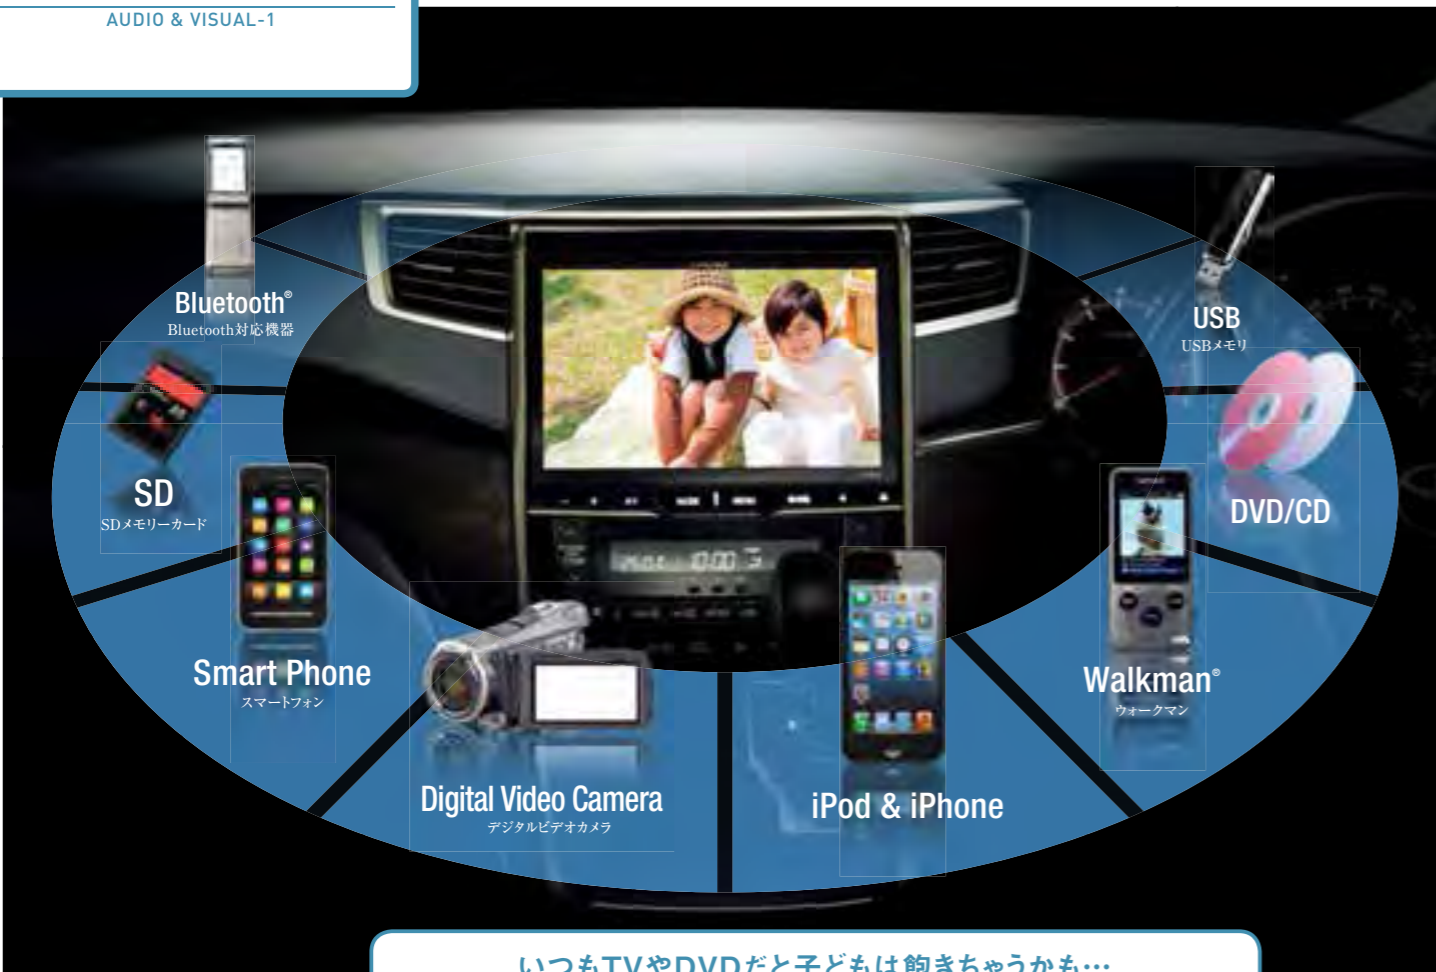 AUDIO & VISUAL-1
Bluetooth®
Bluetooth対応機器
USB
USBメモリ
SD
SDメモリーカード
DVD/CD
Smart Phone
スマートフォン
Walkman®
ウォークマン
Digital Video Camera
デジタルビデオカメラ
iPod & iPhone
10:00
いつもTVやDVDだと子どもは飽きちゃうかも…